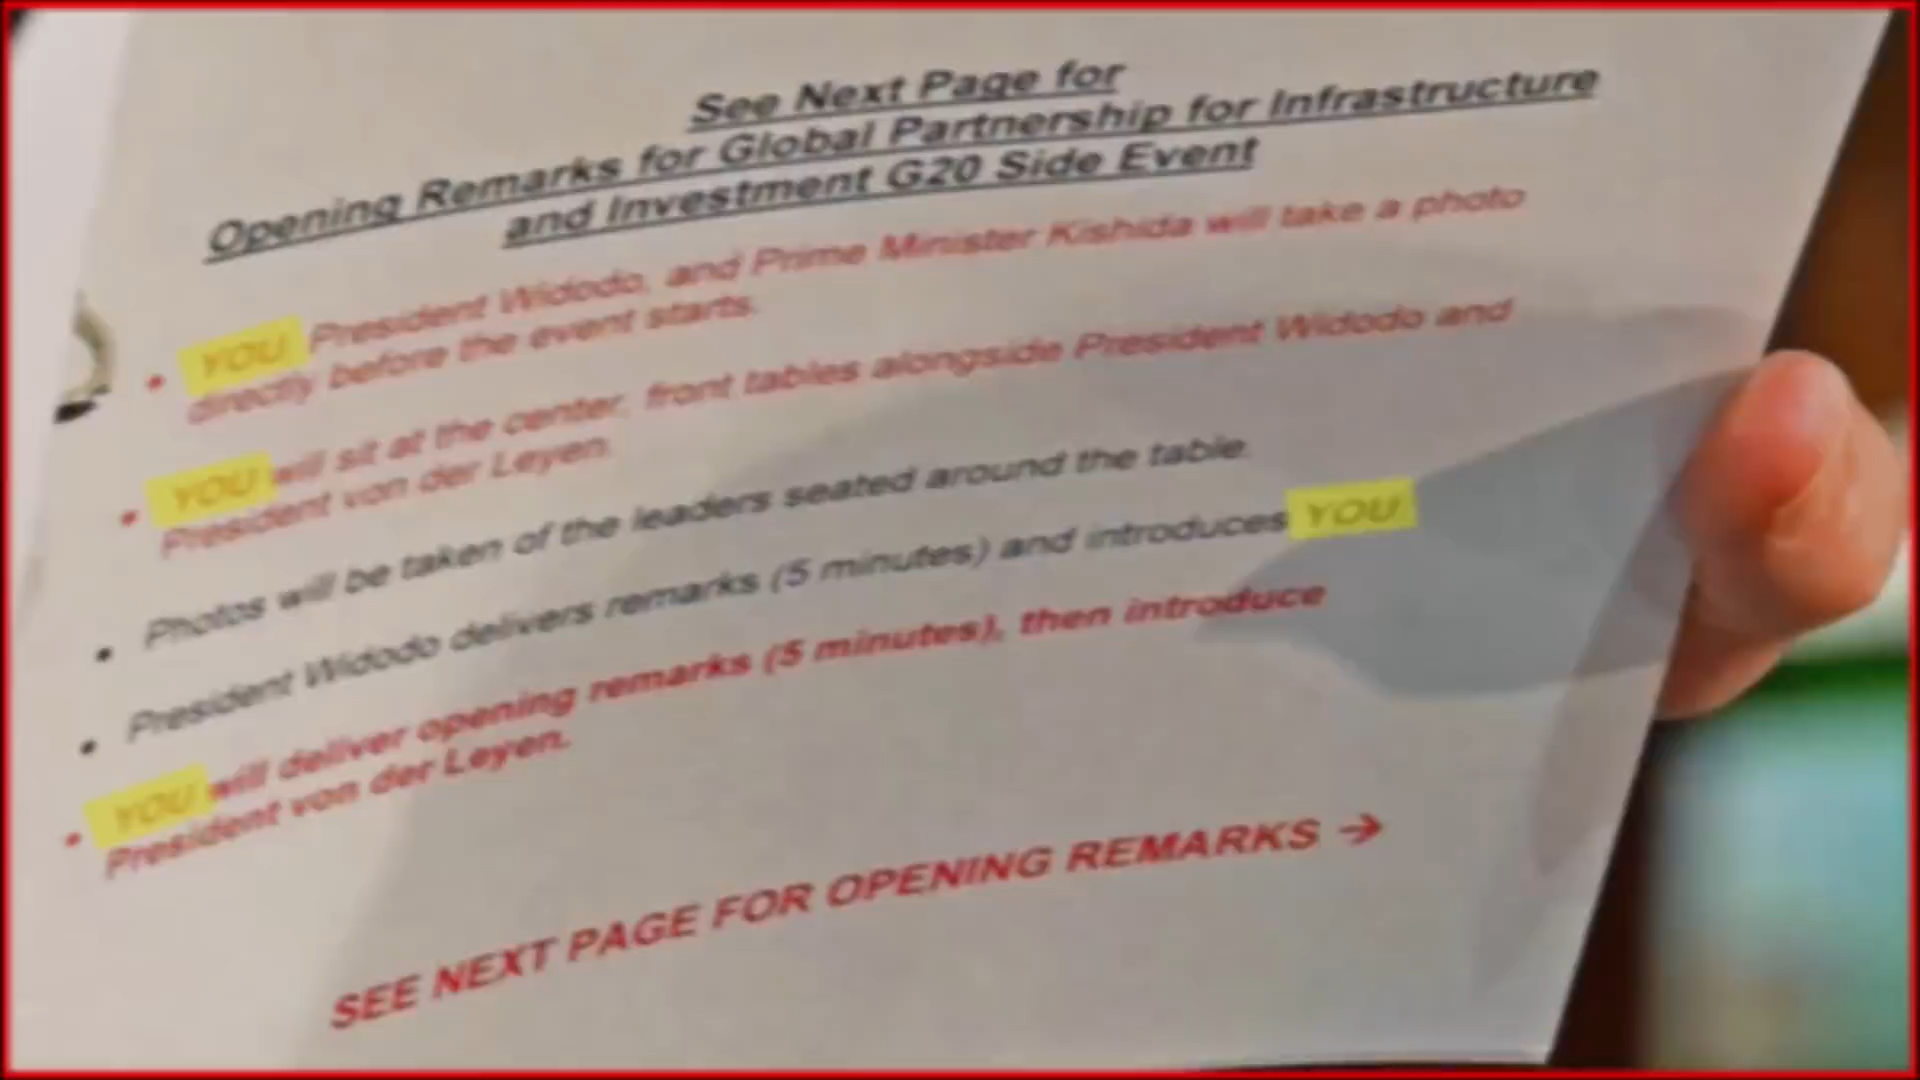 See Next Page for
Opening Remarks for Global Partnership for Infrastructure
and Investment G20 Side Event
• YOU President Widodo, and Prime Minister Kishida will take a photo
directly before the event starts.
• YOU will sit at the center, front tables alongside President Widodo and
President von der Leyen.
• Photos will be taken of the leaders seated around the table.
• President Widodo delivers remarks (5 minutes) and introduces YOU
• YOU will deliver opening remarks (5 minutes), then introduce
President von der Leyen.
SEE NEXT PAGE FOR OPENING REMARKS →